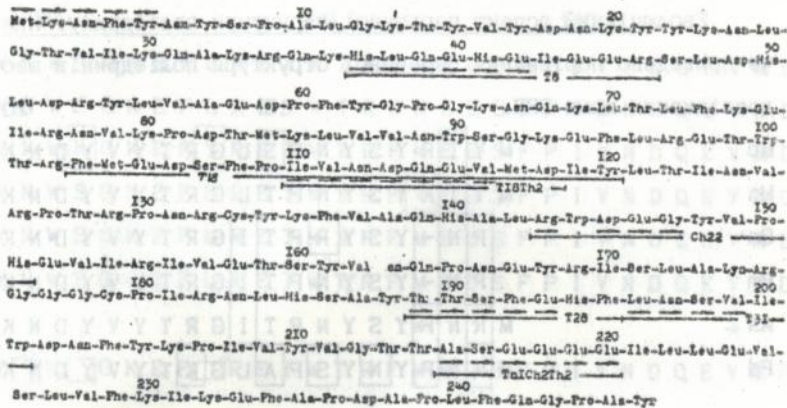 10 20
Met-Lys-Asn-Phe-Tyr-Asn-Tyr-Ser-Pro-Ala-Leu-Gly-Lys-Thr-Tyr-Val-Tyr-Asp-Asn-Lys-Tyr-Tyr-Lys-Asn-Leu-
30 40 50
Gly-Thr-Val-Ile-Lys-Gln-Ala-Lys-Arg-Gln-Lys-His-Leu-Gln-Glu-His-Glu-Ile-Glu-Glu-Arg-Ser-Leu-Asp-His-
T8
60 70
Leu-Asp-Arg-Tyr-Leu-Val-Ala-Glu-Asp-Pro-Phe-Tyr-Gly-Pro-Gly-Lys-Asn-Gln-Lys-Leu-Thr-Leu-Phe-Lys-Glu-
80 90 100
Ile-Arg-Asn-Val-Lys-Pro-Asp-Thr-Met-Lys-Leu-Val-Val-Asn-Trp-Ser-Gly-Lys-Glu-Phe-Leu-Arg-Glu-Thr-Trp-
110 120
Thr-Arg-Phe-Met-Glu-Asp-Ser-Phe-Pro-Ile-Val-Asn-Asp-Gln-Glu-Val-Met-Asp-Ile-Tyr-Leu-Thr-Ile-Asn-Val-
130 140 150
Arg-Pro-Thr-Arg-Pro-Asn-Arg-Cys-Tyr-Lys-Phe-Val-Ala-Gln-His-Ala-Leu-Arg-Trp-Asp-Glu-Gly-Tyr-Val-Pro-
Ch22
160 170
His-Glu-Val-Ile-Arg-Ile-Val-Glu-Thr-Ser-Tyr-Val- -Gln-Pro-Asn-Glu-Tyr-Arg-Ile-Ser-Leu-Ala-Lys-Arg-
180 190 200
Gly-Gly-Gly-Cys-Pro-Ile-Arg-Asn-Leu-His-Ser-Ala-Tyr-Thr-Thr-Ser-Phe-Glu-His-Phe-Leu-Asn-Ser-Val-Ile-
T28
210 220
Trp-Asp-Asn-Phe-Tyr-Lys-Pro-Ile-Val-Tyr-Val-Gly-Thr-Thr-Ala-Ser-Glu-Glu-Glu-Glu-Ile-Leu-Leu-Glu-Val-
230 240
Ser-Leu-Val-Phe-Lys-Ile-Lys-Glu-Phe-Ala-Pro-Asp-Ala-Pro-Leu-Phe-Gln-Gly-Pro-Ala-Tyr